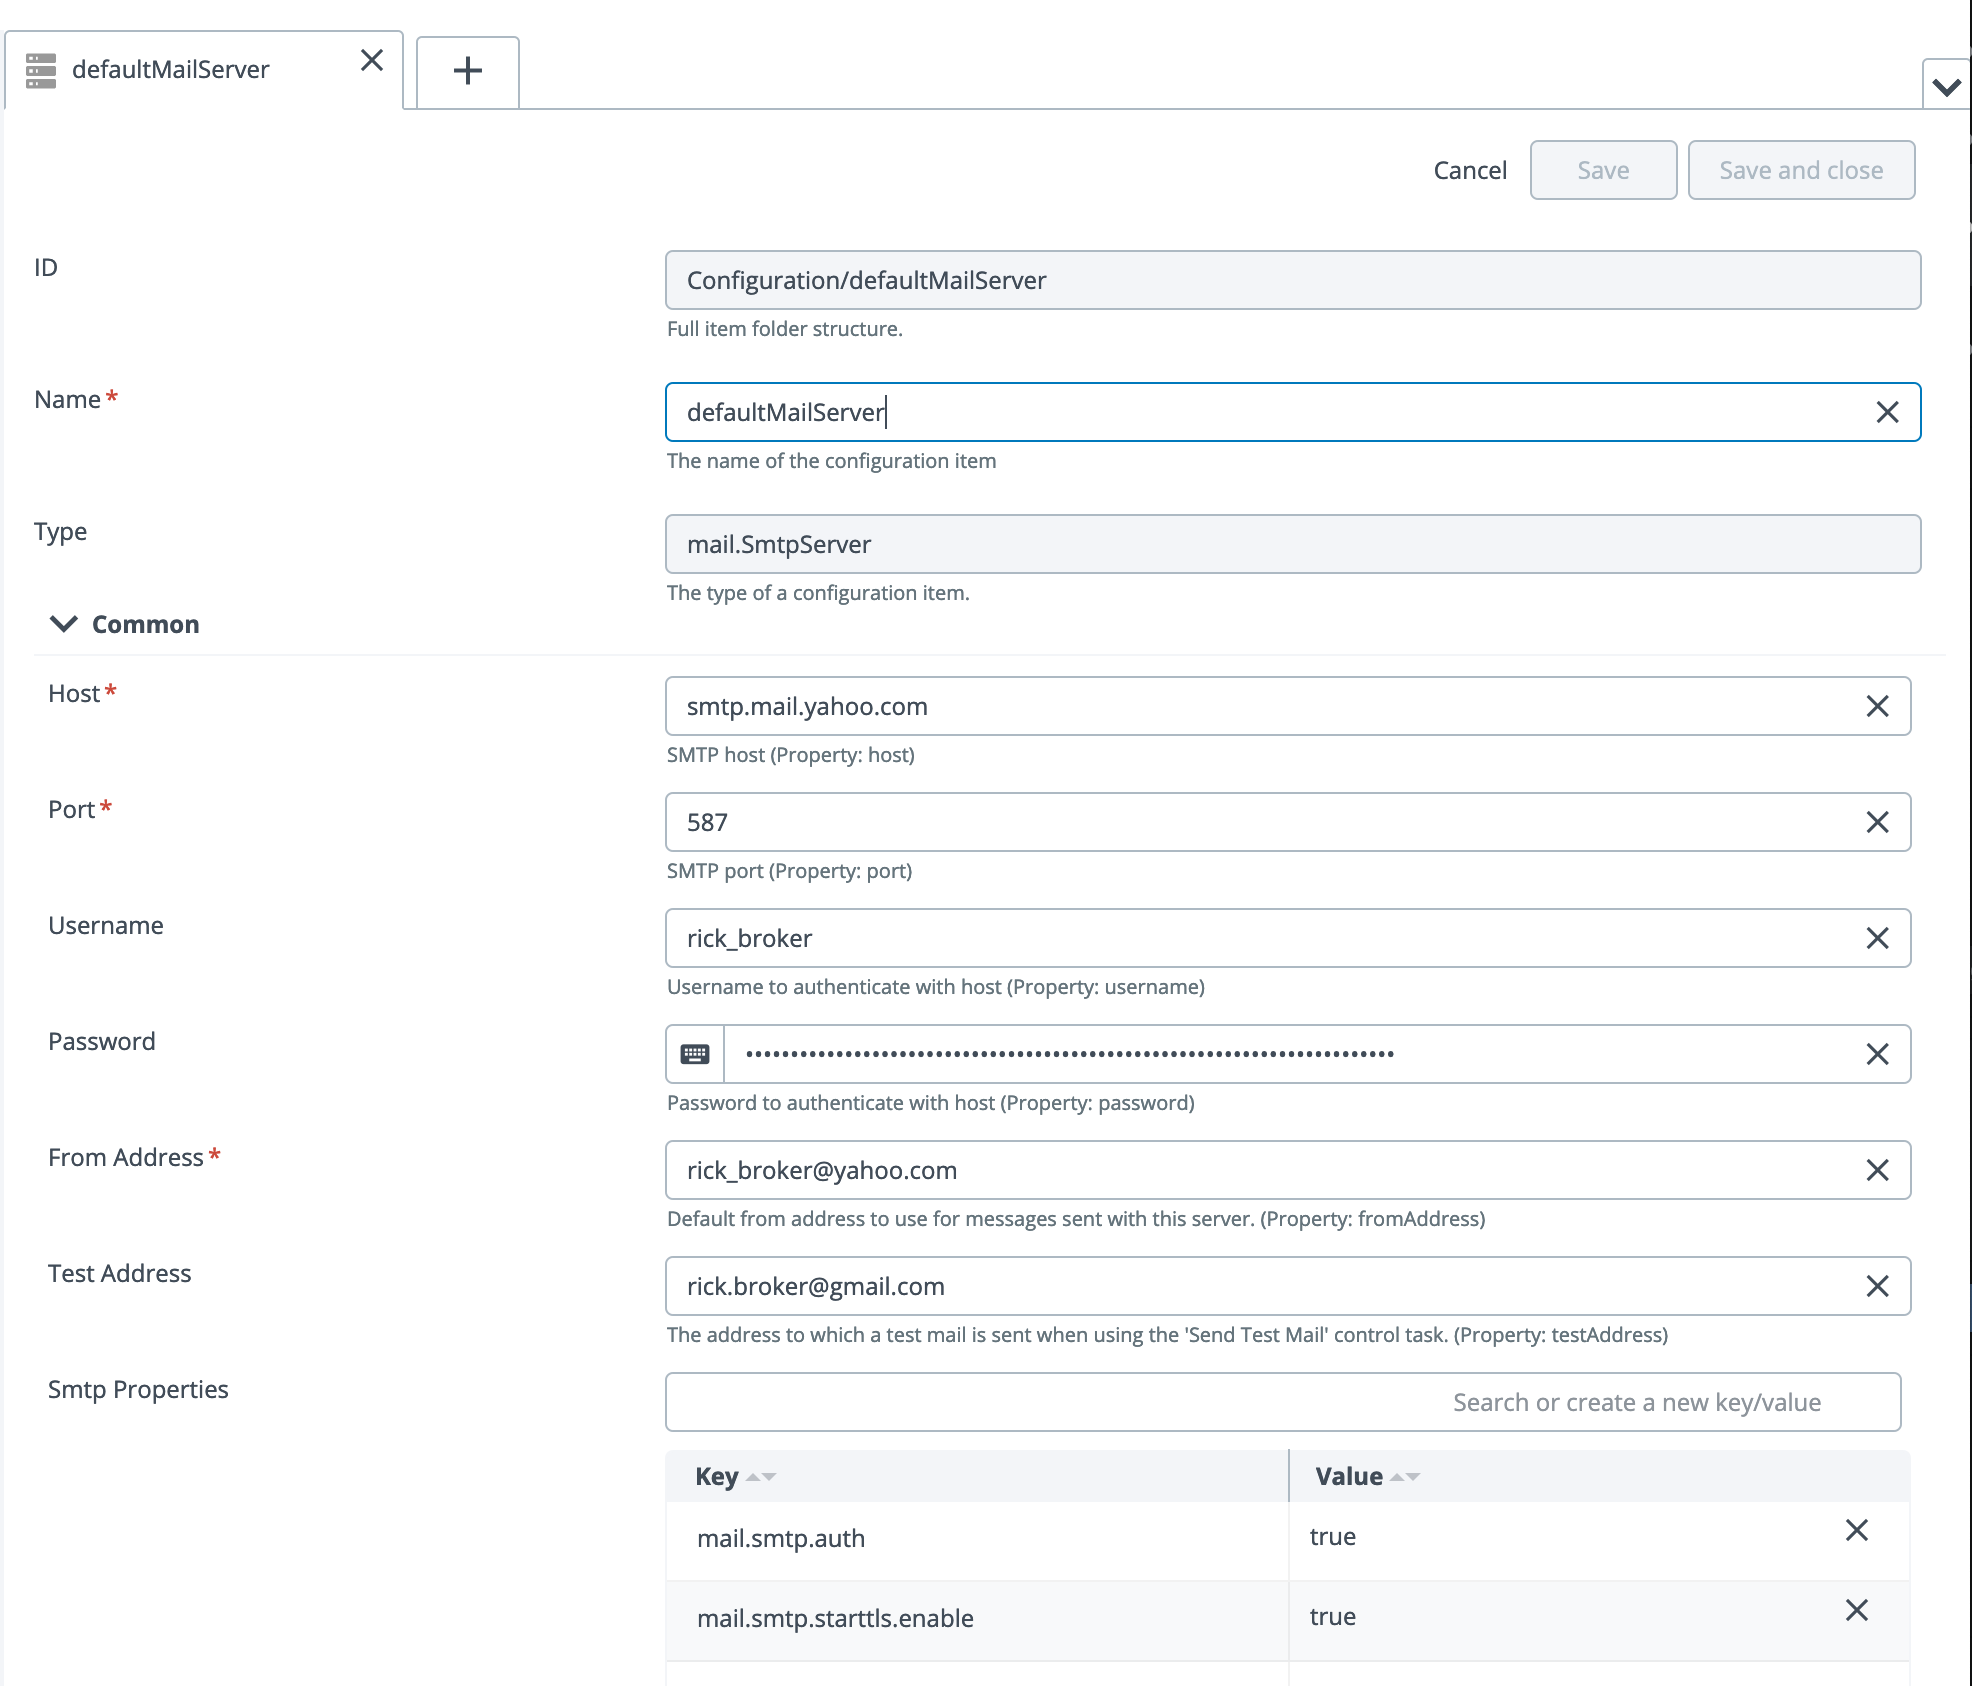 defaultMailServer
Cancel
Save
Save and close
ID
Configuration/defaultMailServer
Full item folder structure.
Name*
defaultMailServer
The name of the configuration item
Type
mail.SmtpServer
The type of a configuration item.
Common
Host*
smtp.mail.yahoo.com
SMTP host (Property: host)
Port*
587
SMTP port (Property: port)
Username
rick_broker
Username to authenticate with host (Property: username)
Password
Password to authenticate with host (Property: password)
From Address*
rick_broker@yahoo.com
Default from address to use for messages sent with this server. (Property: fromAddress)
Test Address
rick.broker@gmail.com
The address to which a test mail is sent when using the 'Send Test Mail' control task. (Property: testAddress)
Smtp Properties
Search or create a new key/value
Key
Value
mail.smtp.auth
true
mail.smtp.starttls.enable
true